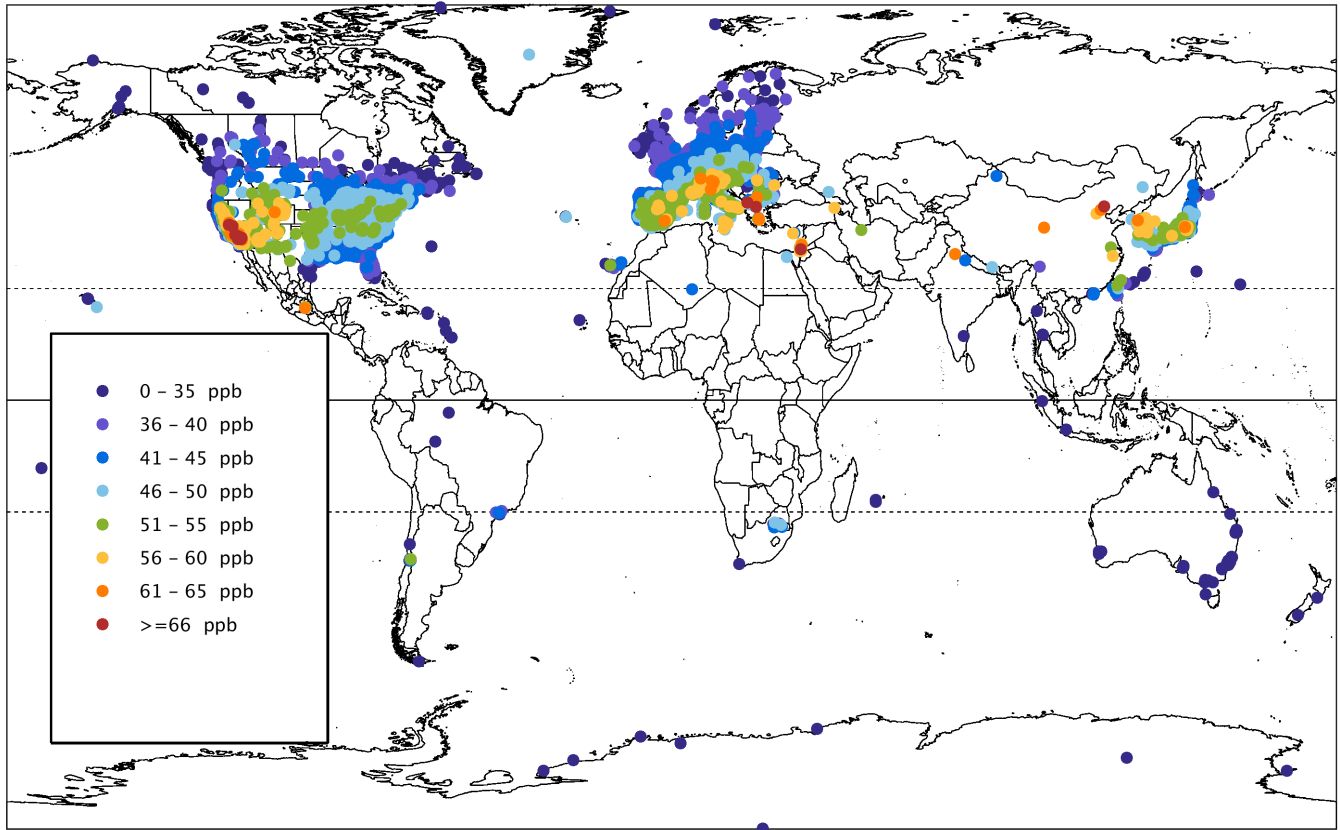 0 – 35 ppb
36 – 40 ppb
41 – 45 ppb
46 – 50 ppb
51 – 55 ppb
56 – 60 ppb
61 – 65 ppb
>=66 ppb